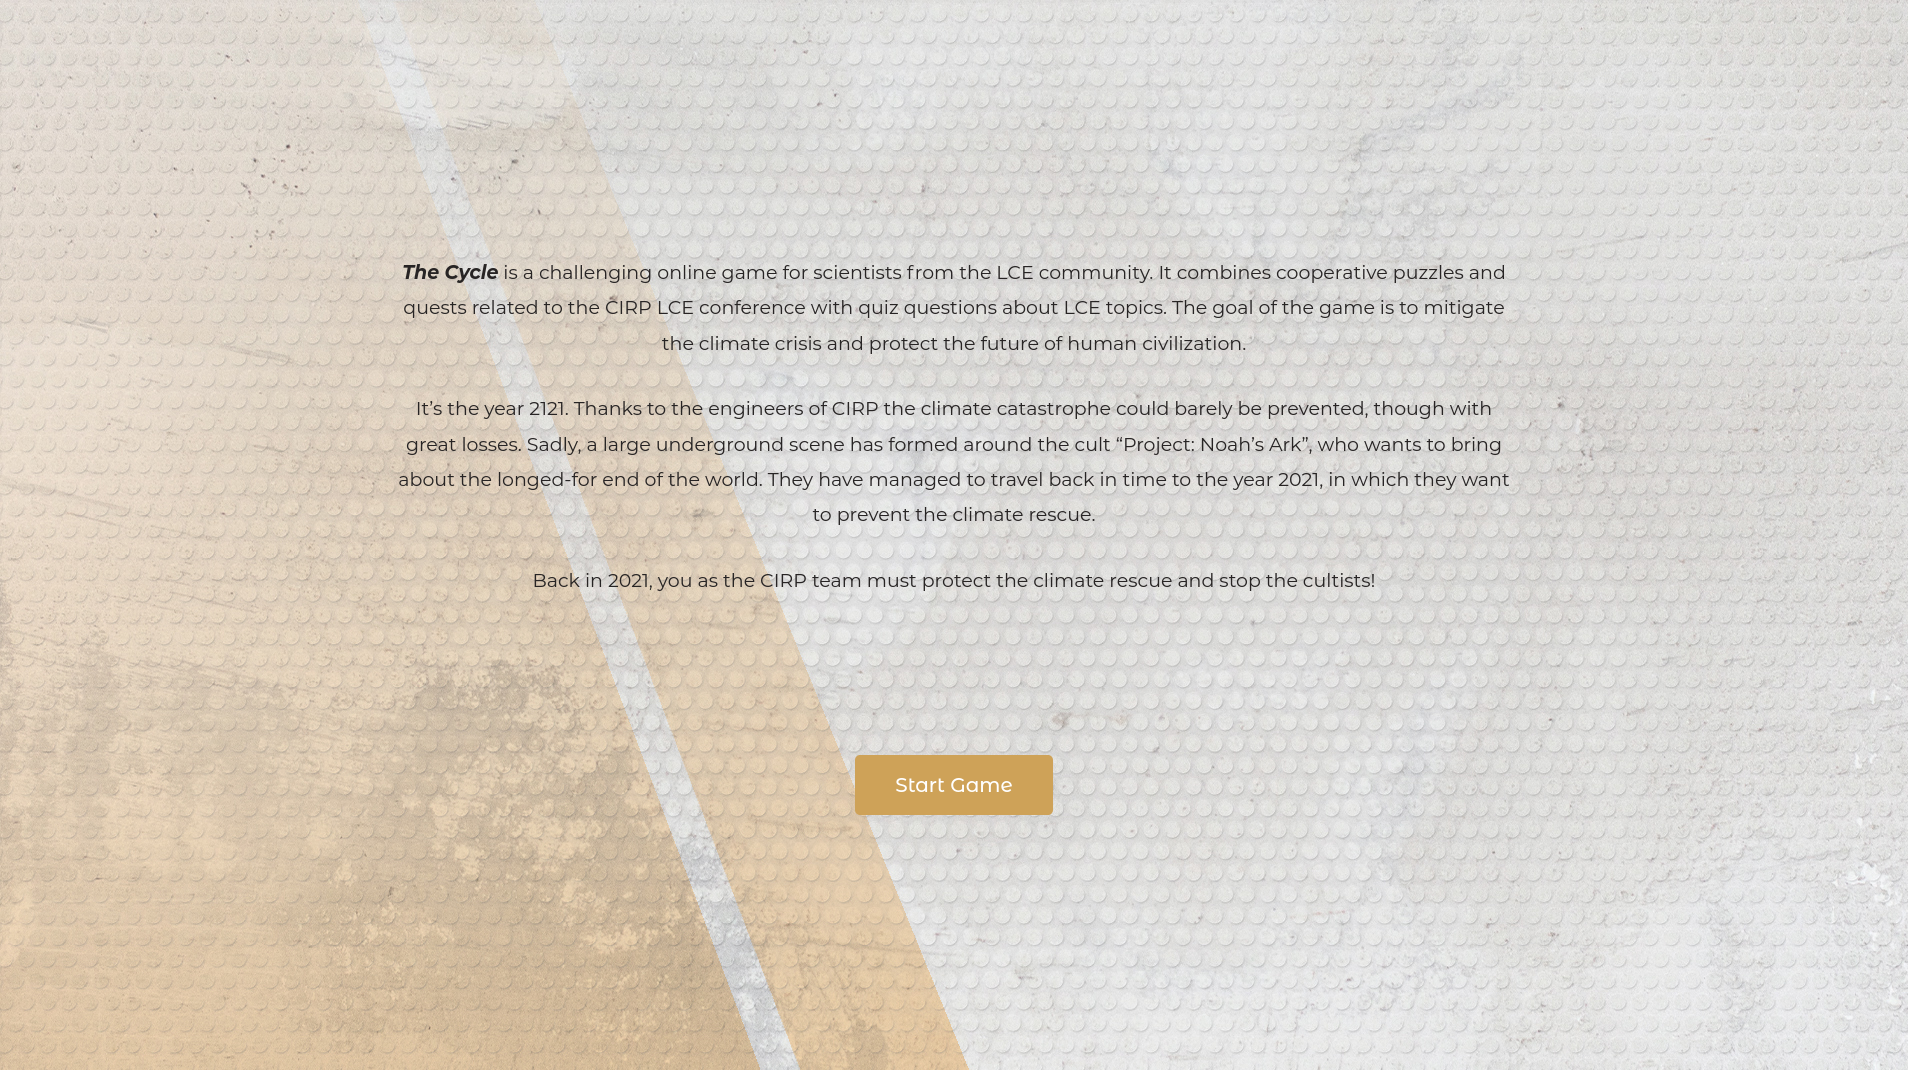 The Cycle is a challenging online game for scientists from the LCE community. It combines cooperative puzzles and
quests related to the CIRP LCE conference with quiz questions about LCE topics. The goal of the game is to mitigate
the climate crisis and protect the future of human civilization.
It’s the year 2121. Thanks to the engineers of CIRP the climate catastrophe could barely be prevented, though with
great losses. Sadly, a large underground scene has formed around the cult “Project: Noah’s Ark”, who wants to bring
about the longed-for end of the world. They have managed to travel back in time to the year 2021, in which they want
to prevent the climate rescue.
Back in 2021, you as the CIRP team must protect the climate rescue and stop the cultists!
Start Game